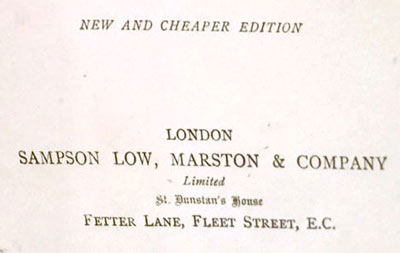 NEW AND CHEAPER EDITION
LONDON
SAMPSON LOW, MARSTON & COMPANY
Limited
St. Dunstan's House
FETTER LANE, FLEET STREET, E.C.